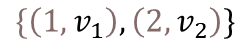 {(1, 𝑣₁), (2, 𝑣₂)}